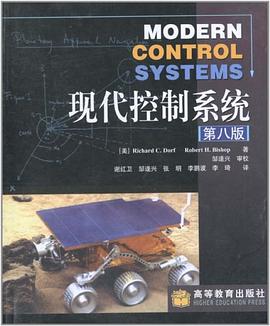 MODERN
CONTROL
SYSTEMS
现代控制系统
第八版
[美] Richard C. Dorf Robert H. Bishop 著
邹逢兴 审校
谢红卫 邹逢兴 张明 李鹏波 李琦 译
高等教育出版社
HIGHER EDUCATION PRESS